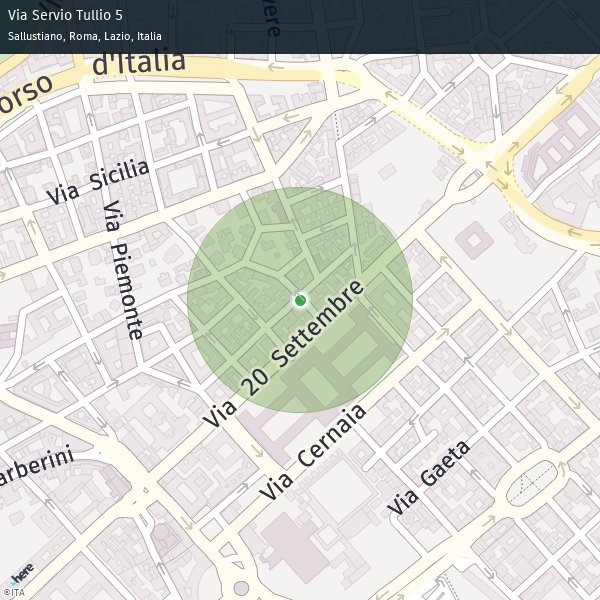 Via Servio Tullio 5
Sallustiano, Roma, Lazio, Italia
d'Italia
orso
Via Sicilia
Via Piemonte
Via 20 Settembre
Via Cernaia
Via Gaeta
arberini
here
©ITA